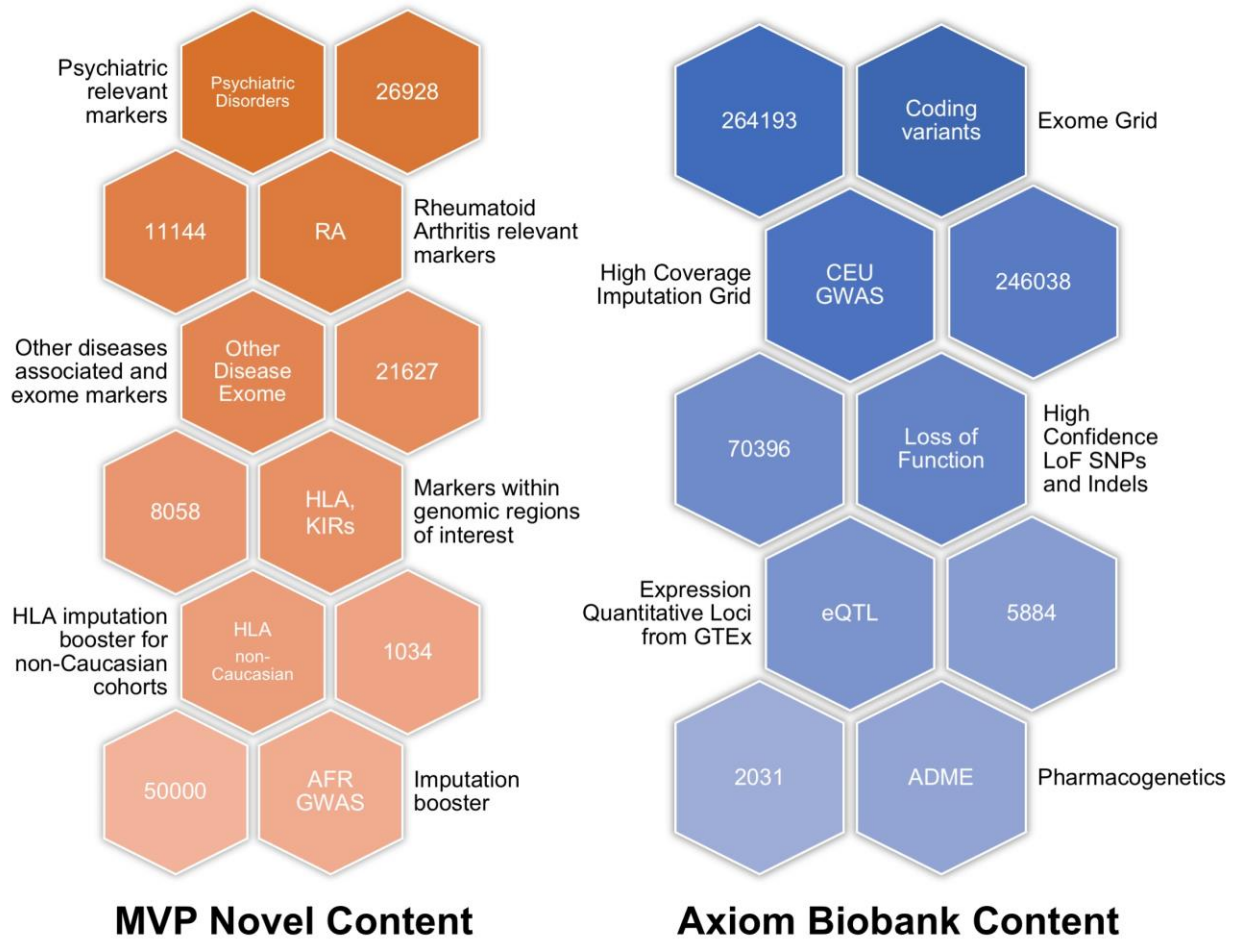 Psychiatric
relevant
markers
Psychiatric
Disorders
26928
11144
RA
Rheumatoid
Arthritis relevant
markers
Other diseases
associated and
exome markers
Other
Disease
Exome
21627
8058
HLA,
KIRs
Markers within
genomic regions
of interest
HLA imputation
booster for
non-Caucasian
cohorts
HLA
non-
Caucasian
1034
50000
AFR
GWAS
Imputation
booster
MVP Novel Content
264193
Coding
variants
Exome Grid
High Coverage
Imputation Grid
CEU
GWAS
246038
70396
Loss of
Function
High
Confidence
LoF SNPs
and Indels
Expression
Quantitative Loci
from GTEx
eQTL
5884
2031
ADME
Pharmacogenetics
Axiom Biobank Content